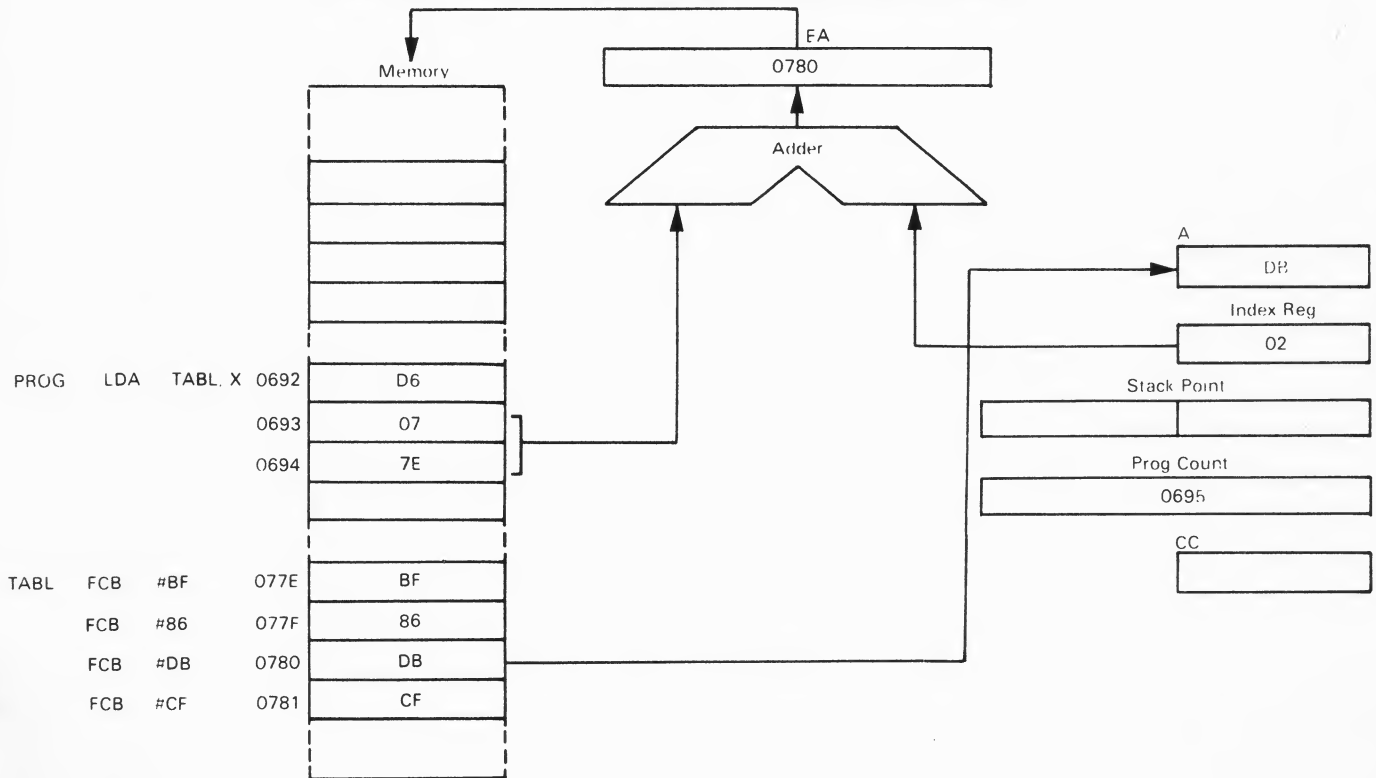 EA
0780
Memory
Adder
A
DB
Index Reg
02
PROG LDA TABL, X 0692 D6
Stack Point
0693 07
0694 7E
Prog Count
0695
CC
TABL FCB #BF 077E BF
FCB #86 077F 86
FCB #DB 0780 DB
FCB #CF 0781 CF